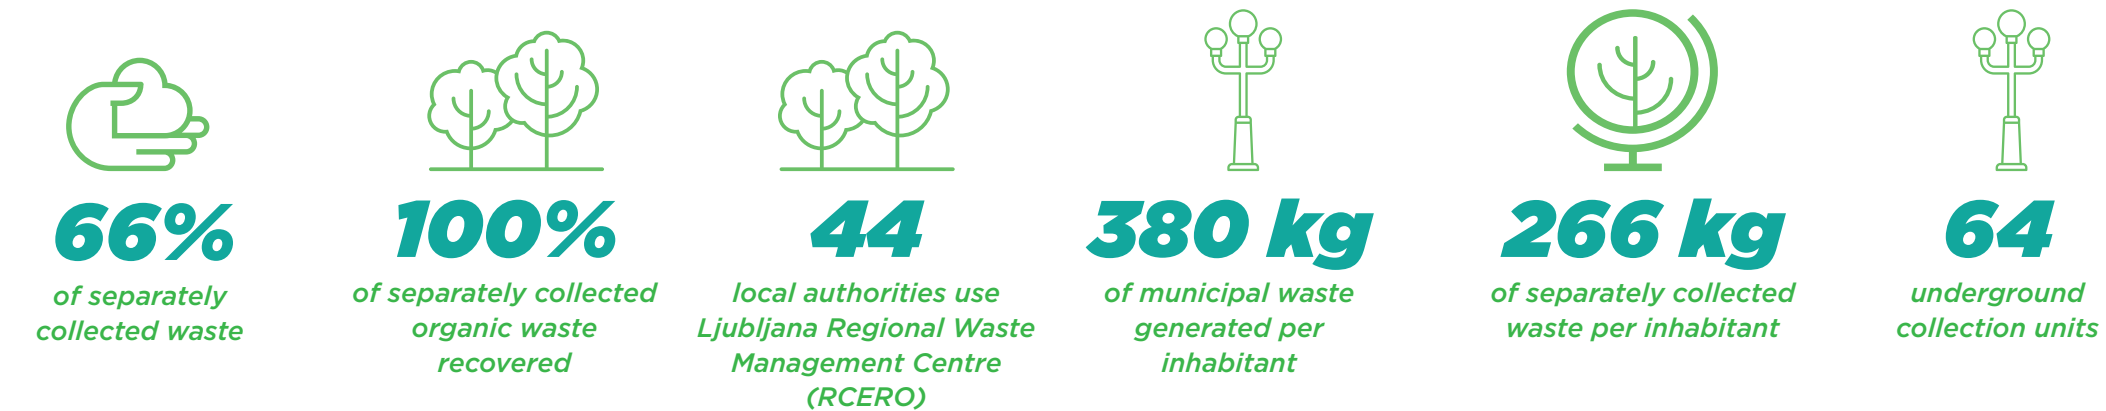 66%
of separately
collected waste
100%
of separately collected
organic waste
recovered
44
local authorities use
Ljubljana Regional Waste
Management Centre
(RCERO)
380 kg
of municipal waste
generated per
inhabitant
266 kg
of separately collected
waste per inhabitant
64
underground
collection units